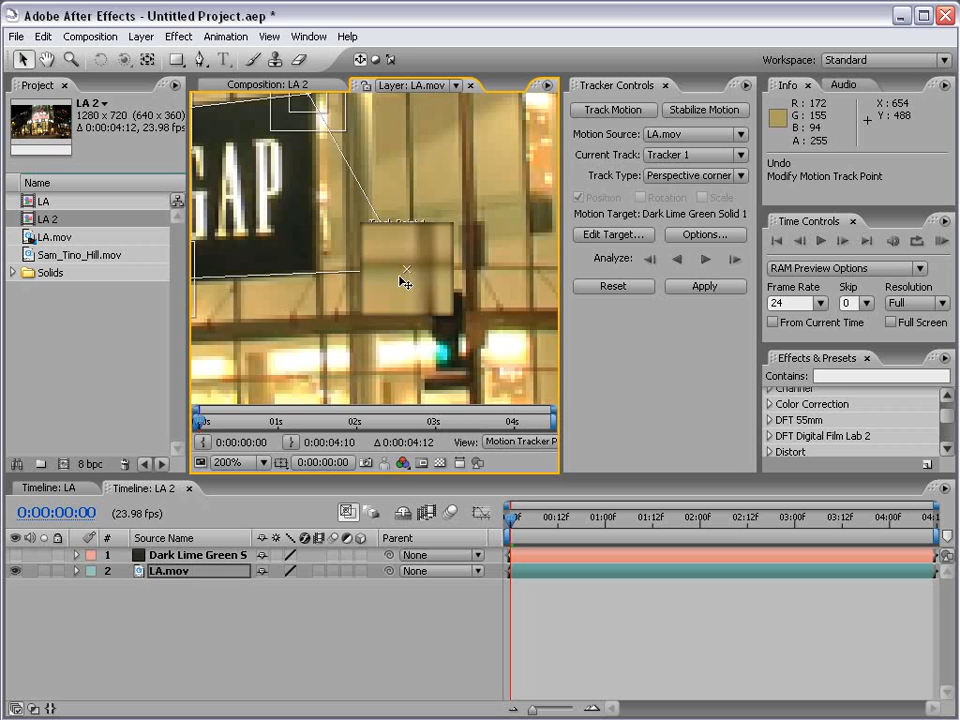 Adobe After Effects - Untitled Project.aep *
File Edit Composition Layer Effect Animation View Window Help
Workspace: Standard
Project
LA 2
1280 x 720 (640 x 360)
Δ 0:00:04:12, 23.98 fps
Name
LA
LA 2
LA.mov
Sam_Tino_Hill.mov
Solids
8 bpc
Composition: LA 2
Layer: LA.mov
GAP
01s 02s 03s 04s
0:00:00:00 0:00:04:10 Δ 0:00:04:12 View: Motion Tracker P
200% 0:00:00:00
Tracker Controls
Track Motion Stabilize Motion
Motion Source: LA.mov
Current Track: Tracker 1
Track Type: Perspective corner
Position Rotation Scale
Motion Target: Dark Lime Green Solid 1
Edit Target... Options...
Analyze:
Reset Apply
Info Audio
R : 172
G : 155
B : 94
A : 255
X : 654
Y : 488
Undo
Modify Motion Track Point
Time Controls
RAM Preview Options
Frame Rate Skip Resolution
24 0 Full
From Current Time Full Screen
Effects & Presets
Contains:
Channel
Color Correction
DFT 55mm
DFT Digital Film Lab 2
Distort
Timeline: LA Timeline: LA 2
0:00:00:00 (23.98 fps)
# Source Name Parent
00:12f 01:00f 01:12f 02:00f 02:12f 03:00f 03:12f 04:00f 04:1
1 Dark Lime Green S None
2 LA.mov None